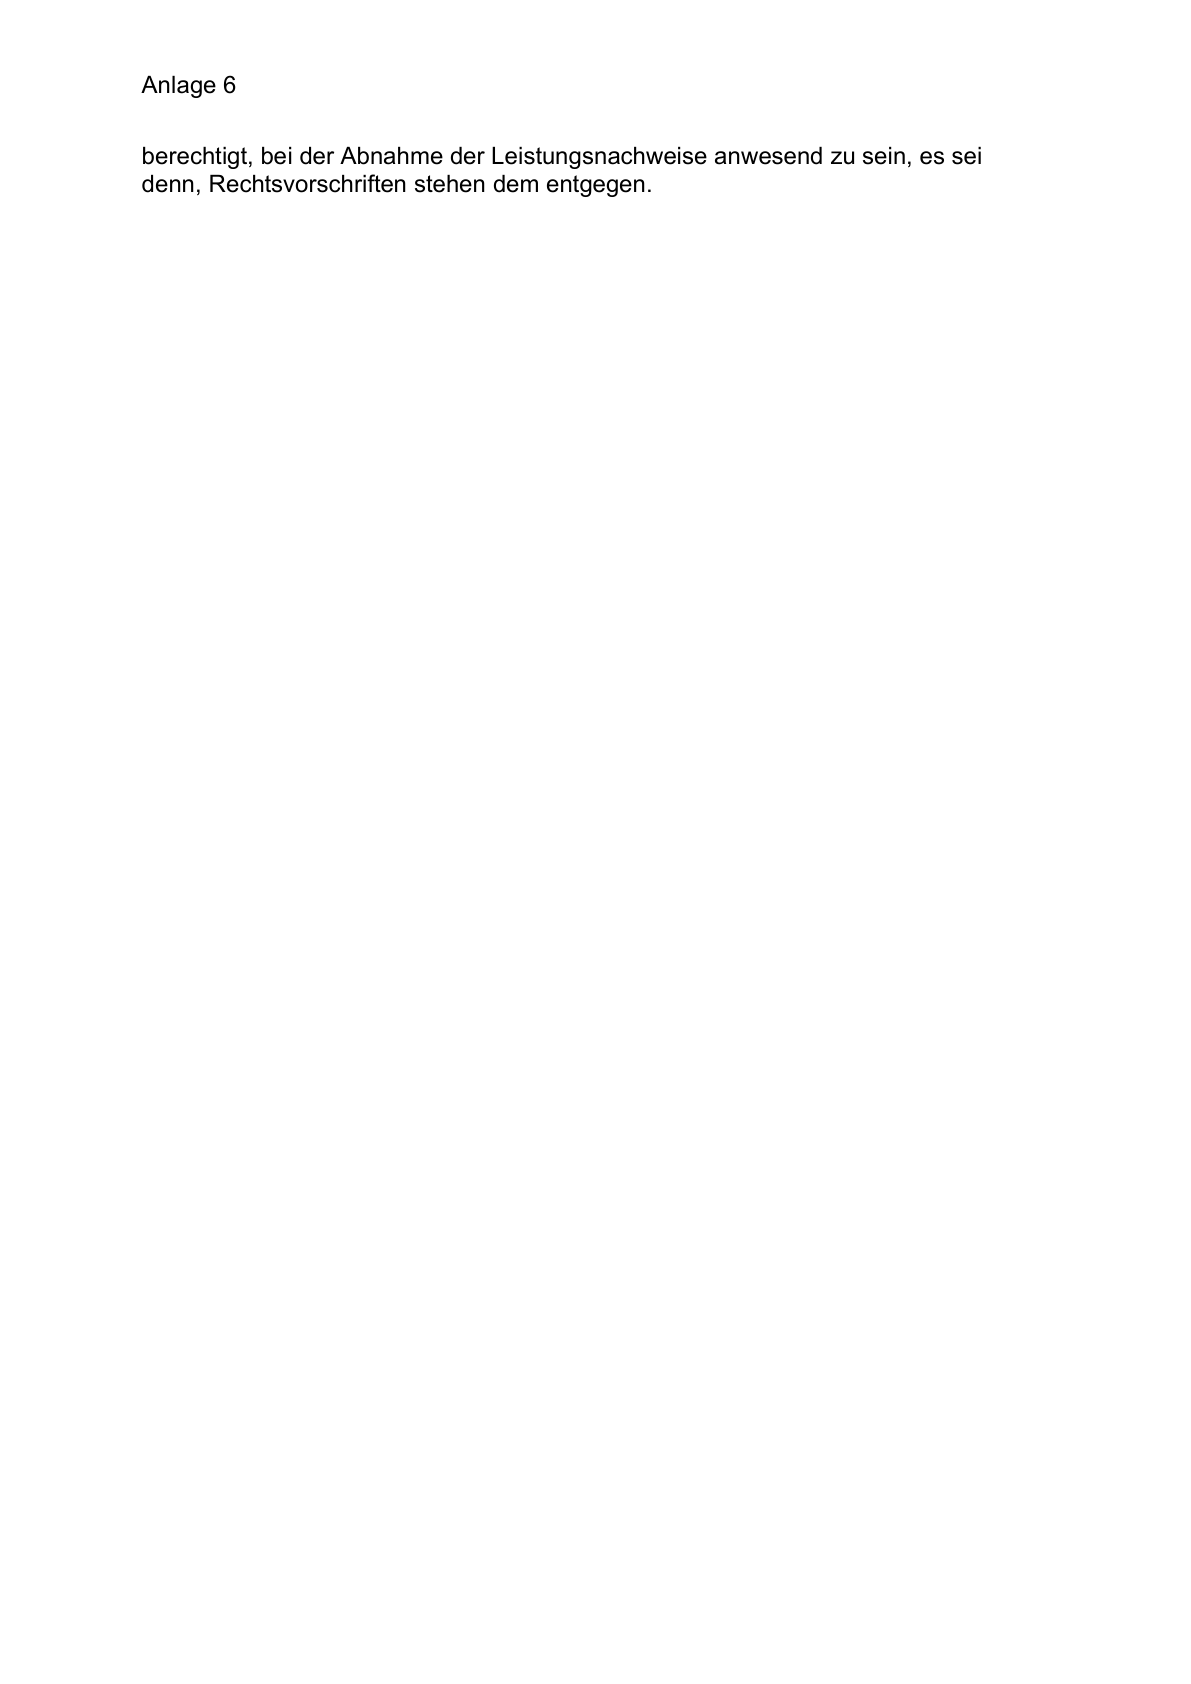 Anlage 6
berechtigt, bei der Abnahme der Leistungsnachweise anwesend zu sein, es sei
denn, Rechtsvorschriften stehen dem entgegen.